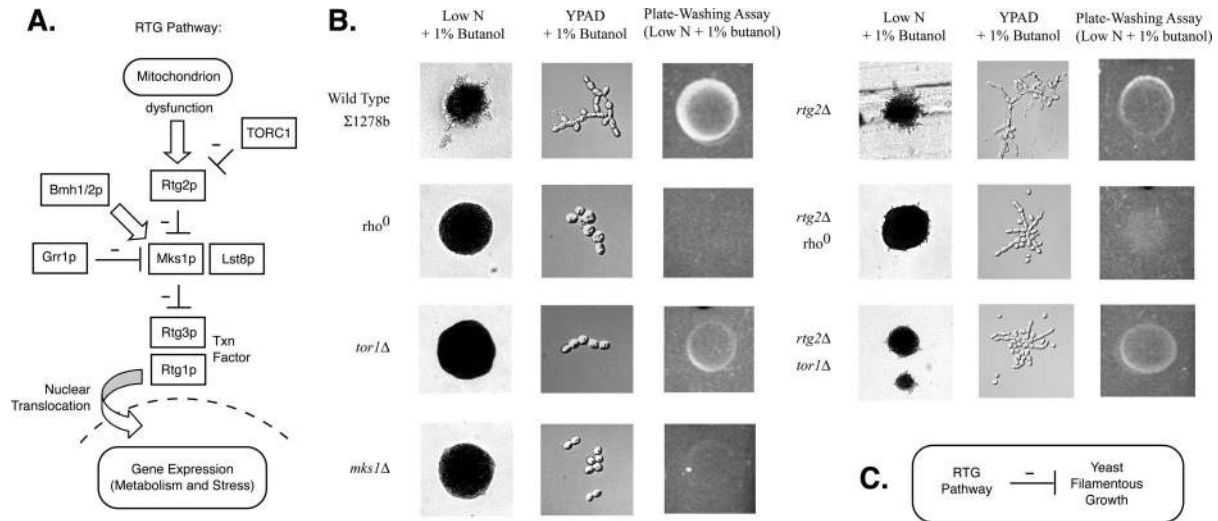 A.
RTG Pathway:
Mitochondrion
dysfunction
TORC1
−
Rtg2p
Bmh1/2p
−
Grr1p
−
Mks1p
Lst8p
−
Rtg3p
Txn
Factor
Rtg1p
Nuclear
Translocation
Gene Expression
(Metabolism and Stress)
B.
Low N
+ 1% Butanol
YPAD
+ 1% Butanol
Plate-Washing Assay
(Low N + 1% butanol)
Wild Type
Σ1278b
rho⁰
tor1Δ
mks1Δ
Low N
+ 1% Butanol
YPAD
+ 1% Butanol
Plate-Washing Assay
(Low N + 1% butanol)
rtg2Δ
rtg2Δ
rho⁰
rtg2Δ
tor1Δ
C.
RTG
Pathway
−
Yeast
Filamentous
Growth